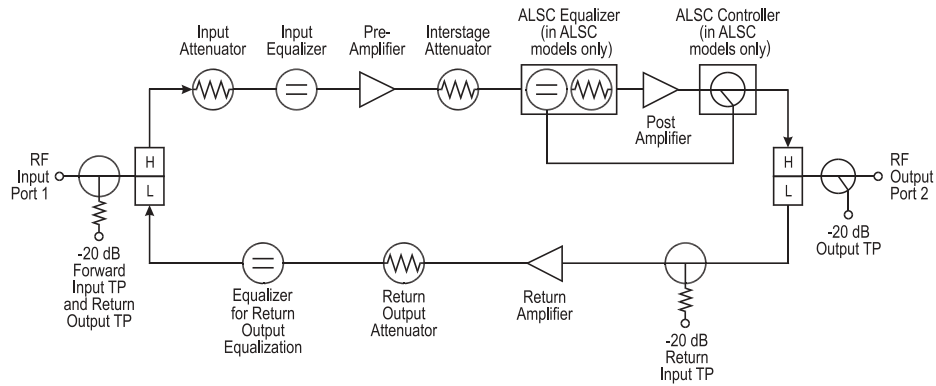 Input
Attenuator
Input
Equalizer
Pre-
Amplifier
Interstage
Attenuator
ALSC Equalizer
(in ALSC
models only)
ALSC Controller
(in ALSC
models only)
Post
Amplifier
RF
Input
Port 1
H
L
H
L
RF
Output
Port 2
-20 dB
Forward
Input TP
and Return
Output TP
-20 dB
Output TP
Equalizer
for Return
Output
Equalization
Return
Output
Attenuator
Return
Amplifier
-20 dB
Return
Input TP